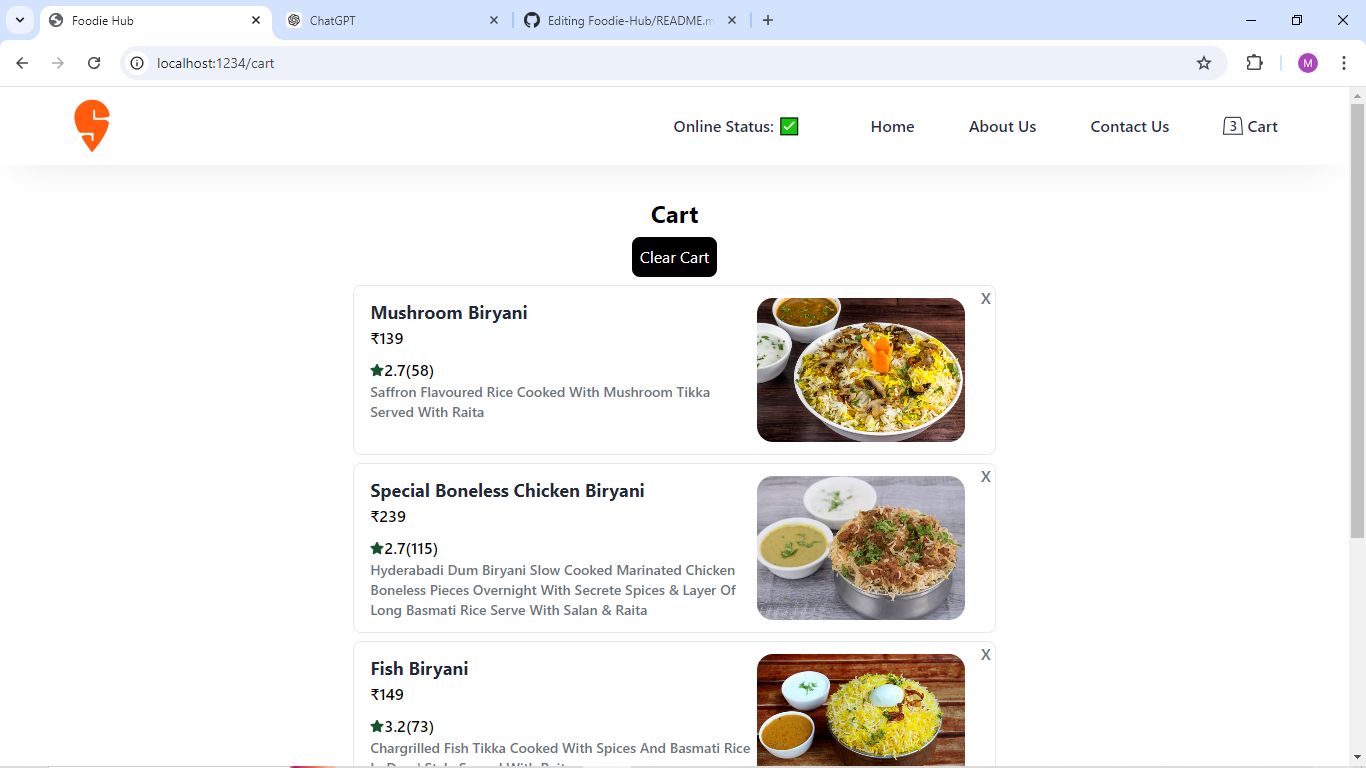 Foodie Hub
ChatGPT
Editing Foodie-Hub/README.m
localhost:1234/cart
M
Online Status: ✅
Home
About Us
Contact Us
3 Cart
Cart
Clear Cart
Mushroom Biryani
X
₹139
2.7(58)
Saffron Flavoured Rice Cooked With Mushroom Tikka
Served With Raita
Special Boneless Chicken Biryani
X
₹239
2.7(115)
Hyderabadi Dum Biryani Slow Cooked Marinated Chicken
Boneless Pieces Overnight With Secrete Spices & Layer Of
Long Basmati Rice Serve With Salan & Raita
Fish Biryani
X
₹149
3.2(73)
Chargrilled Fish Tikka Cooked With Spices And Basmati Rice